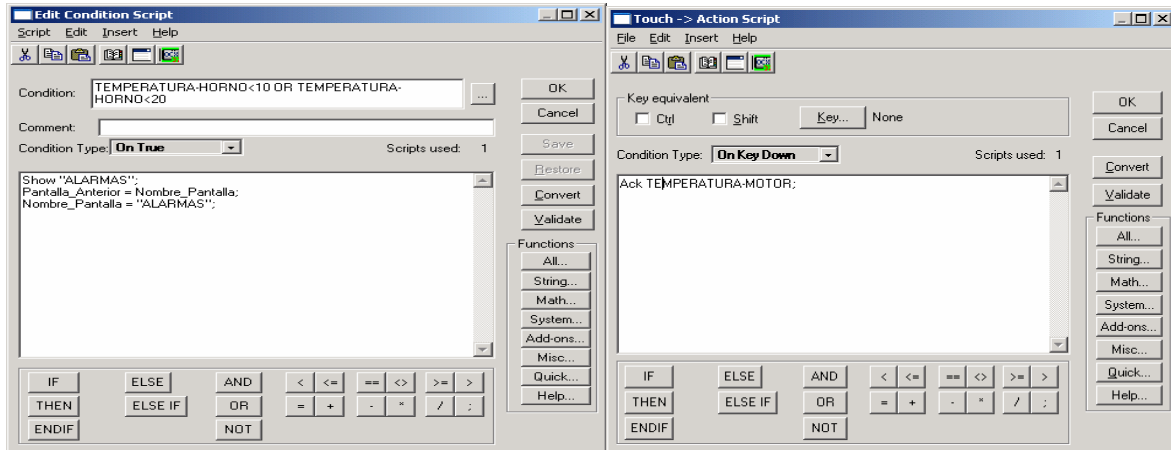 Edit Condition Script
Script Edit Insert Help
Condition:
TEMPERATURA-HORNO<10 OR TEMPERATURA-
HORNO<20
...
OK
Cancel
Comment:
Save
Condition Type: On True
Scripts used: 1
Restore
Show "ALARMAS";
Pantalla_Anterior = Nombre_Pantalla;
Nombre_Pantalla = "ALARMAS";
Convert
Validate
Functions
All...
String...
Math...
System...
Add-ons...
Misc...
Quick...
Help...
IF ELSE AND < <= == <> >= >
THEN ELSE IF OR = + - * / ;
ENDIF NOT
Touch -> Action Script
File Edit Insert Help
Key equivalent
Ctrl Shift Key... None
OK
Cancel
Condition Type: On Key Down
Scripts used: 1
Ack TEMPERATURA-MOTOR;
Convert
Validate
Functions
All...
String...
Math...
System...
Add-ons...
Misc...
Quick...
Help...
IF ELSE AND < <= == <> >= >
THEN ELSE IF OR = + - * / ;
ENDIF NOT